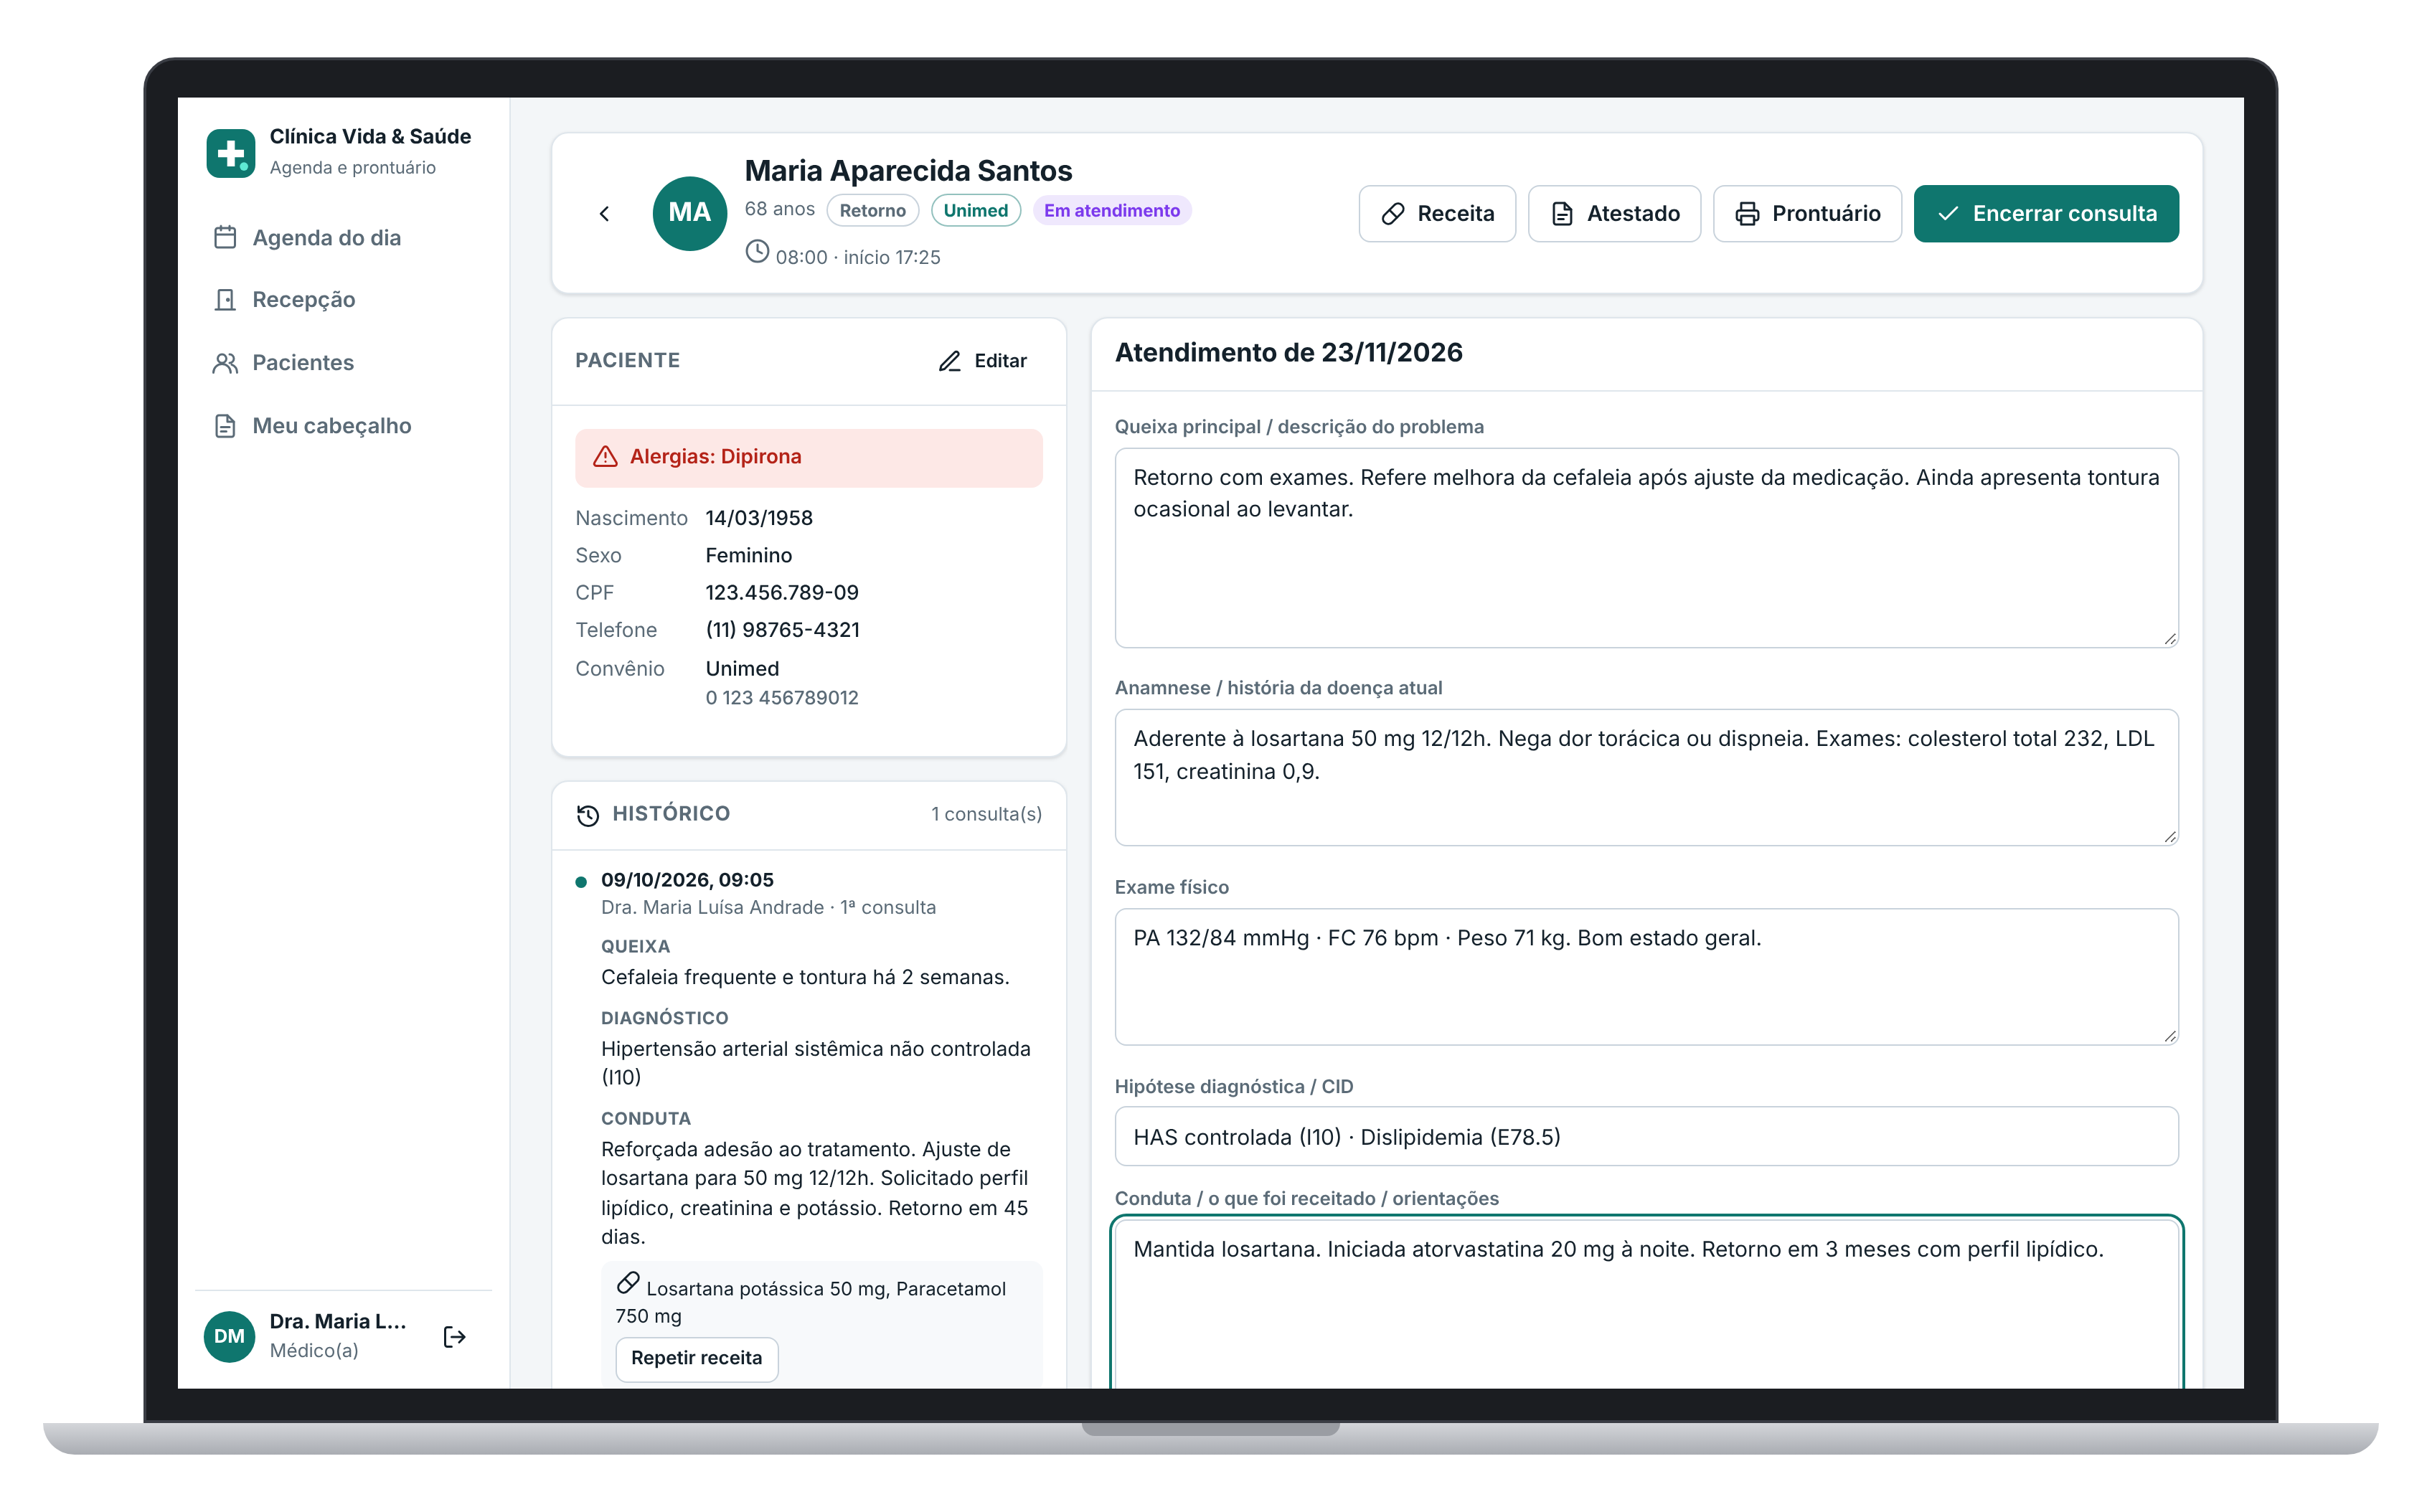 Clínica Vida & Saúde
Agenda e prontuário
Agenda do dia
Recepção
Pacientes
Meu cabeçalho
Dra. Maria L...
DM
Médico(a)
Maria Aparecida Santos
MA
68 anos
Retorno
Unimed
Em atendimento
08:00 · início 17:25
Receita
Atestado
Prontuário
Encerrar consulta
PACIENTE
Editar
Alergias: Dipirona
Nascimento 14/03/1958
Sexo Feminino
CPF 123.456.789-09
Telefone (11) 98765-4321
Convênio Unimed
0 123 456789012
HISTÓRICO
1 consulta(s)
09/10/2026, 09:05
Dra. Maria Luísa Andrade · 1ª consulta
QUEIXA
Cefaleia frequente e tontura há 2 semanas.
DIAGNÓSTICO
Hipertensão arterial sistêmica não controlada
(I10)
CONDUTA
Reforçada adesão ao tratamento. Ajuste de
losartana para 50 mg 12/12h. Solicitado perfil
lipídico, creatinina e potássio. Retorno em 45
dias.
Losartana potássica 50 mg, Paracetamol
750 mg
Repetir receita
Atendimento de 23/11/2026
Queixa principal / descrição do problema
Retorno com exames. Refere melhora da cefaleia após ajuste da medicação. Ainda apresenta tontura
ocasional ao levantar.
Anamnese / história da doença atual
Aderente à losartana 50 mg 12/12h. Nega dor torácica ou dispneia. Exames: colesterol total 232, LDL
151, creatinina 0,9.
Exame físico
PA 132/84 mmHg · FC 76 bpm · Peso 71 kg. Bom estado geral.
Hipótese diagnóstica / CID
HAS controlada (I10) · Dislipidemia (E78.5)
Conduta / o que foi receitado / orientações
Mantida losartana. Iniciada atorvastatina 20 mg à noite. Retorno em 3 meses com perfil lipídico.